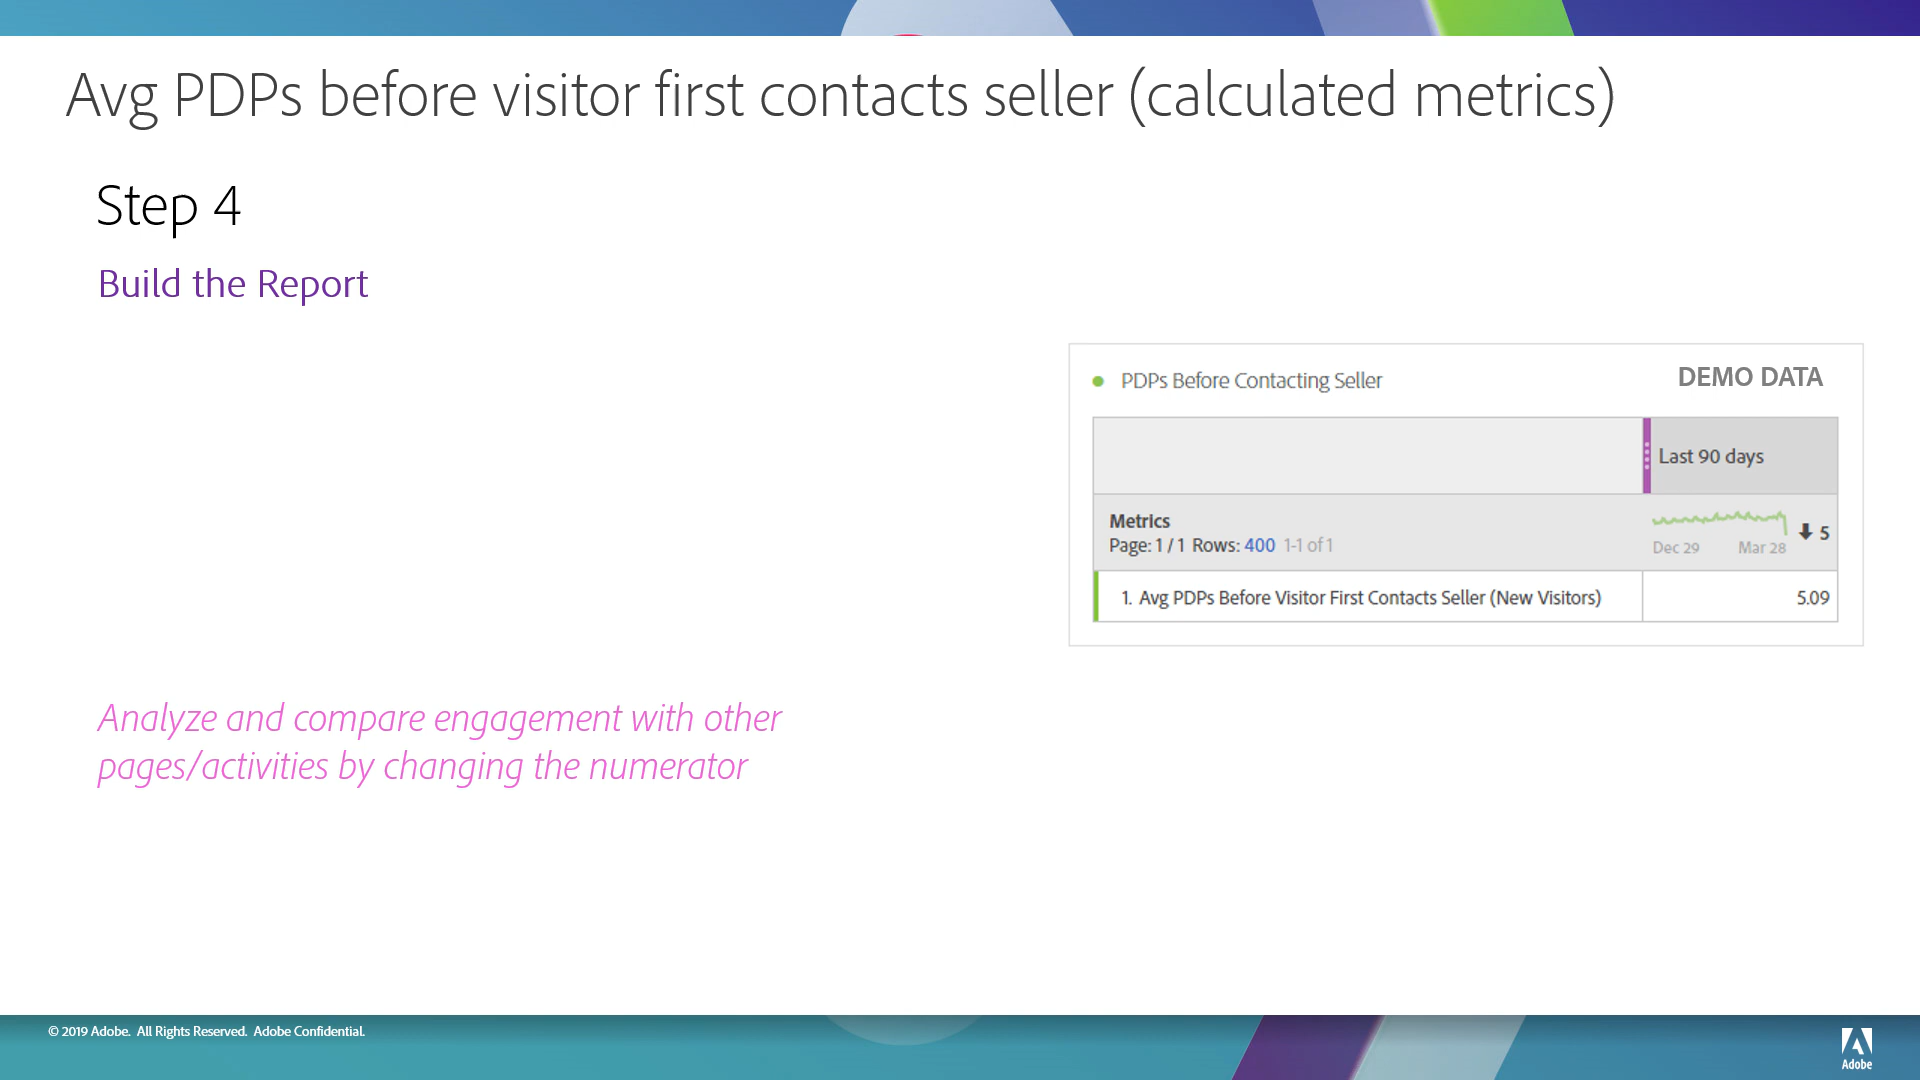 Avg PDPs before visitor first contacts seller (calculated metrics)
Step 4
Build the Report
PDPs Before Contacting Seller
DEMO DATA
Last 90 days
Metrics
Page: 1 / 1 Rows: 400 1-1 of 1
Dec 29 Mar 28
5
1. Avg PDPs Before Visitor First Contacts Seller (New Visitors) 5.09
Analyze and compare engagement with other
pages/activities by changing the numerator
© 2019 Adobe. All Rights Reserved. Adobe Confidential.
Adobe